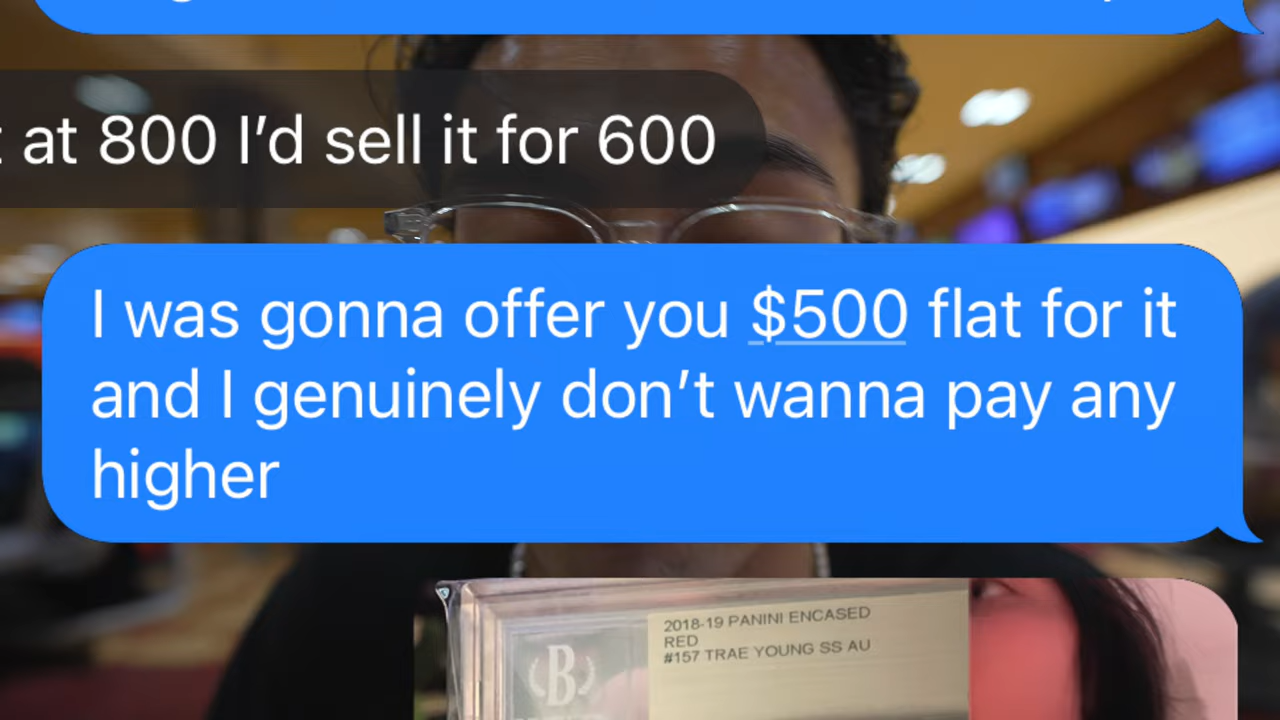 at 800 I'd sell it for 600
I was gonna offer you $500 flat for it
and I genuinely don't wanna pay any
higher
2018-19 PANINI ENCASED
RED
#157 TRAE YOUNG SS AU
B